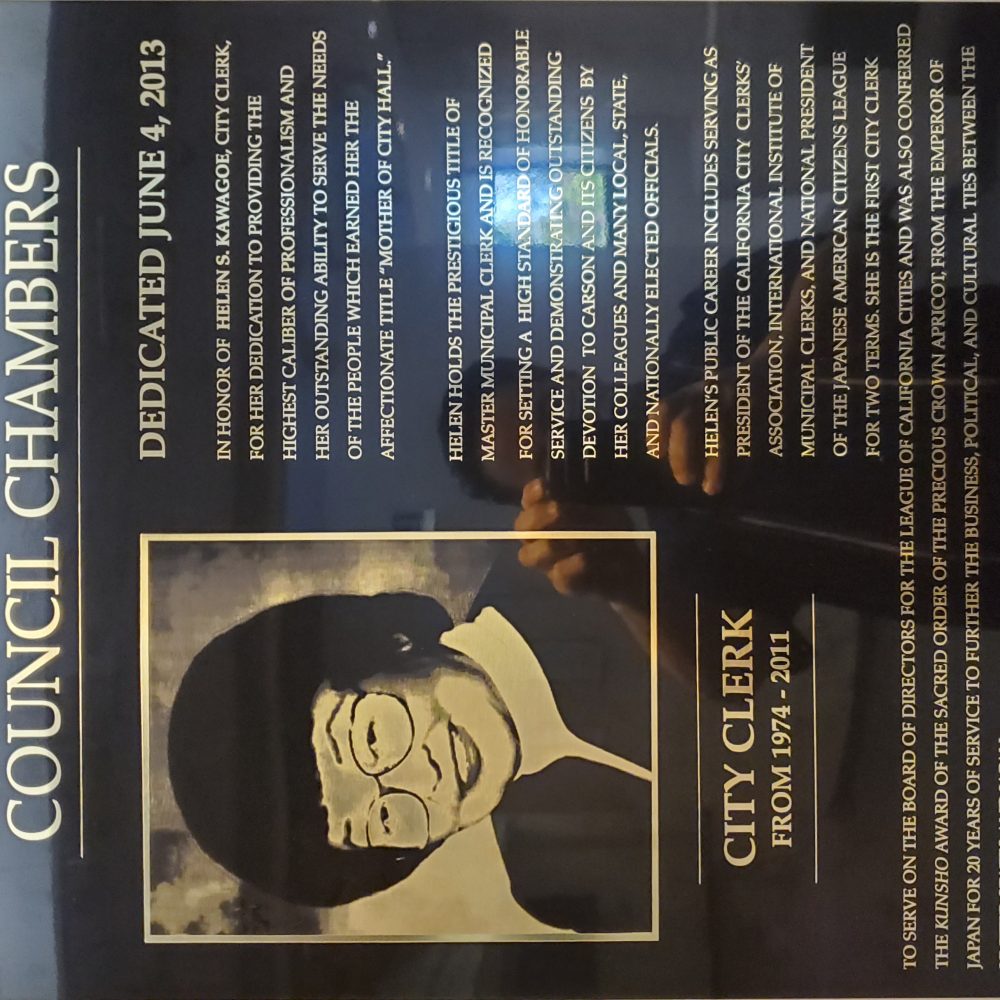 COUNCIL CHAMBERS
DEDICATED JUNE 4, 2013
IN HONOR OF HELEN S. KAWAGOE, CITY CLERK,
FOR HER DEDICATION TO PROVIDING THE
HIGHEST CALIBER OF PROFESSIONALISM AND
HER OUTSTANDING ABILITY TO SERVE THE NEEDS
OF THE PEOPLE WHICH EARNED HER THE
AFFECTIONATE TITLE "MOTHER OF CITY HALL."
HELEN HOLDS THE PRESTIGIOUS TITLE OF
MASTER MUNICIPAL CLERK AND IS RECOGNIZED
FOR SETTING A HIGH STANDARD OF HONORABLE
SERVICE AND DEMONSTRATING OUTSTANDING
DEVOTION TO CARSON AND ITS CITIZENS BY
HER COLLEAGUES AND MANY LOCAL, STATE,
AND NATIONALLY ELECTED OFFICIALS.
HELEN'S PUBLIC CAREER INCLUDES SERVING AS
PRESIDENT OF THE CALIFORNIA CITY CLERKS'
ASSOCIATION, INTERNATIONAL INSTITUTE OF
MUNICIPAL CLERKS, AND NATIONAL PRESIDENT
OF THE JAPANESE AMERICAN CITIZENS LEAGUE
FOR TWO TERMS. SHE IS THE FIRST CITY CLERK
CITY CLERK
FROM 1974 - 2011
TO SERVE ON THE BOARD OF DIRECTORS FOR THE LEAGUE OF CALIFORNIA CITIES AND WAS ALSO CONFERRED
THE KUNSHO AWARD OF THE SACRED ORDER OF THE PRECIOUS CROWN APRICOT, FROM THE EMPEROR OF
JAPAN FOR 20 YEARS OF SERVICE TO FURTHER THE BUSINESS, POLITICAL, AND CULTURAL TIES BETWEEN THE